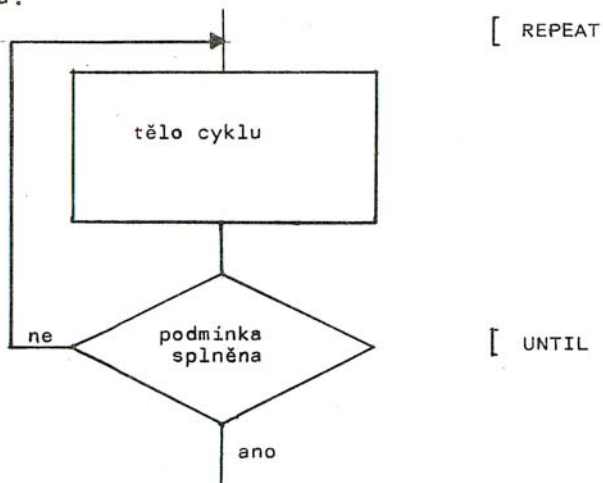 [ REPEAT
tělo cyklu
ne
podmínka
splněna
[ UNTIL
ano